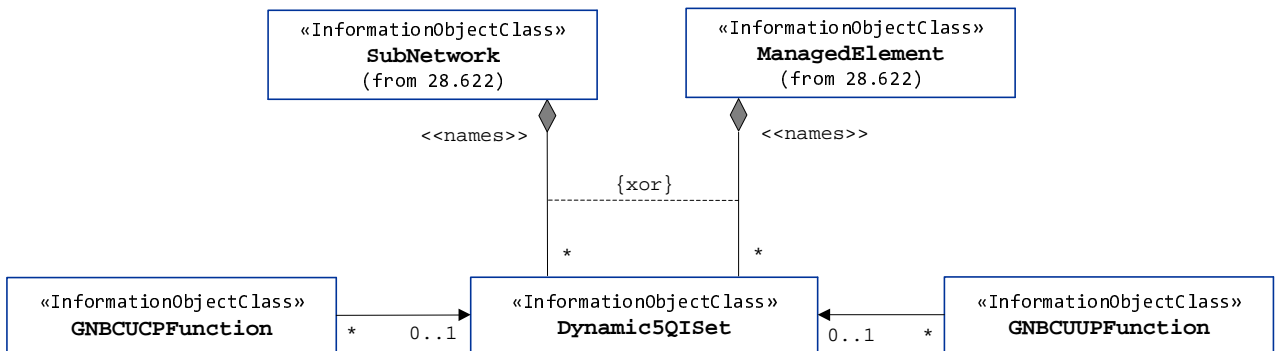 «InformationObjectClass»
SubNetwork
(from 28.622)
«InformationObjectClass»
ManagedElement
(from 28.622)
<<names>>
<<names>>
{xor}
*
*
«InformationObjectClass»
GNBCUCPFunction
*
0..1
«InformationObjectClass»
Dynamic5QISet
0..1
*
«InformationObjectClass»
GNBCUUPFunction